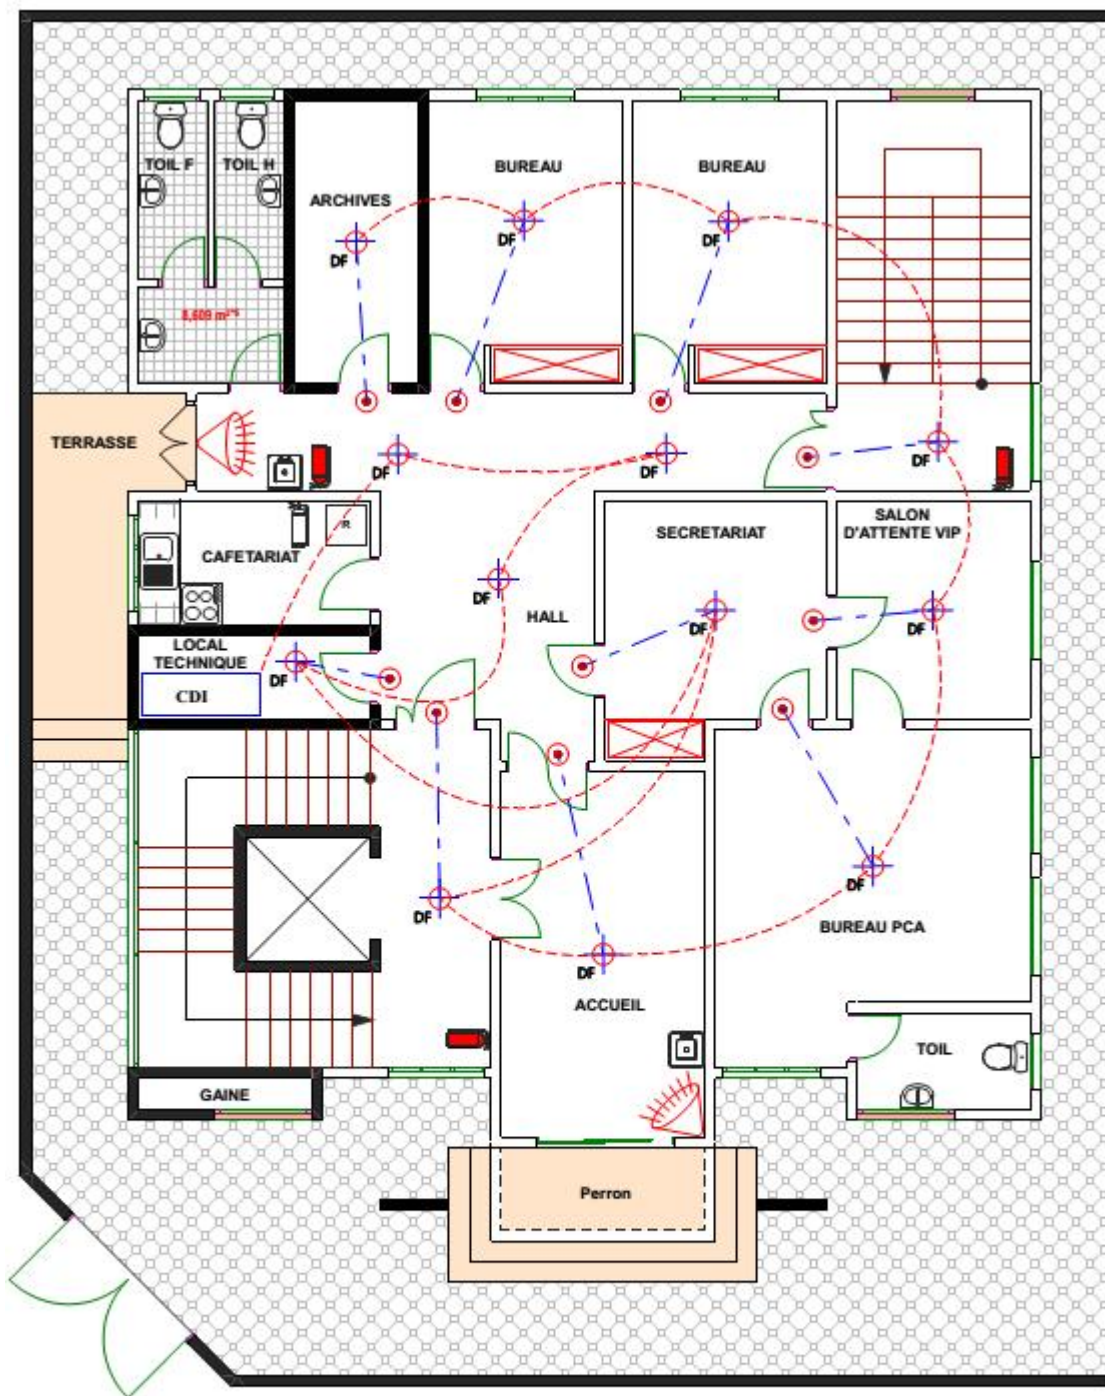 TOIL F
TOIL H
BUREAU
BUREAU
ARCHIVES
DF
DF
DF
TERRASSE
DF
DF
DF
SALON
D'ATTENTE VIP
SECRETARIAT
R
CAFETARIAT
DF
HALL
DF
DF
LOCAL
TECHNIQUE
DF
CDI
DF
DF
BUREAU PCA
DF
ACCUEIL
TOIL
GAINE
Perron